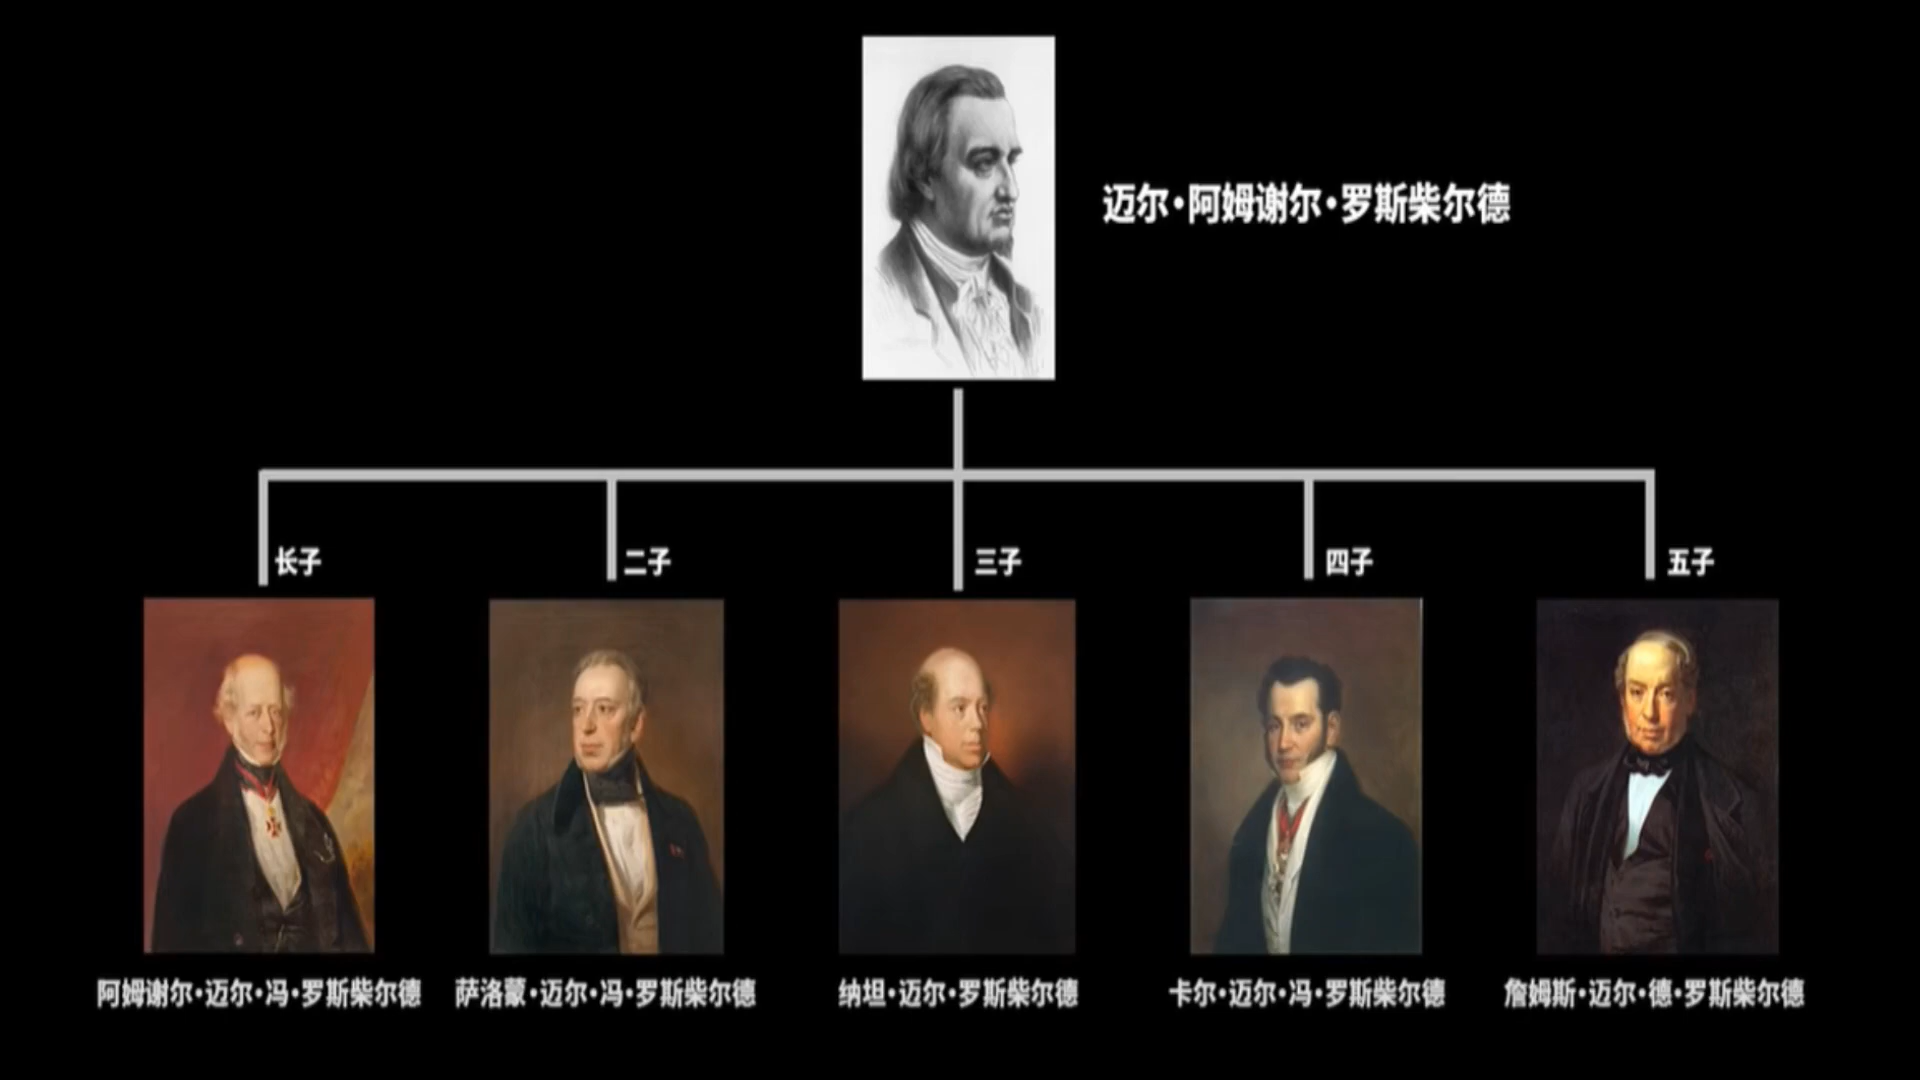 迈尔·阿姆谢尔·罗斯柴尔德
长子
二子
三子
四子
五子
阿姆谢尔·迈尔·冯·罗斯柴尔德
萨洛蒙·迈尔·冯·罗斯柴尔德
纳坦·迈尔·罗斯柴尔德
卡尔·迈尔·冯·罗斯柴尔德
詹姆斯·迈尔·德·罗斯柴尔德